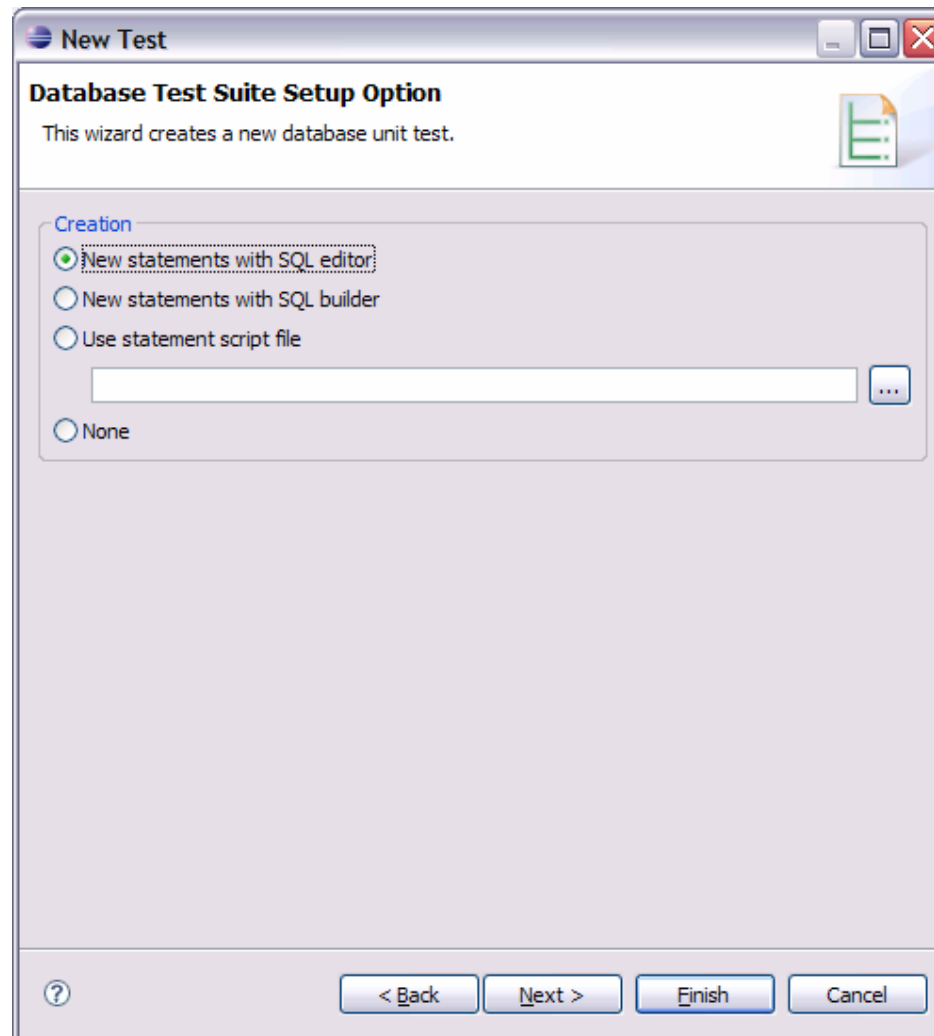 New Test
Database Test Suite Setup Option
This wizard creates a new database unit test.
Creation
New statements with SQL editor
New statements with SQL builder
Use statement script file
...
None
?
< Back
Next >
Finish
Cancel